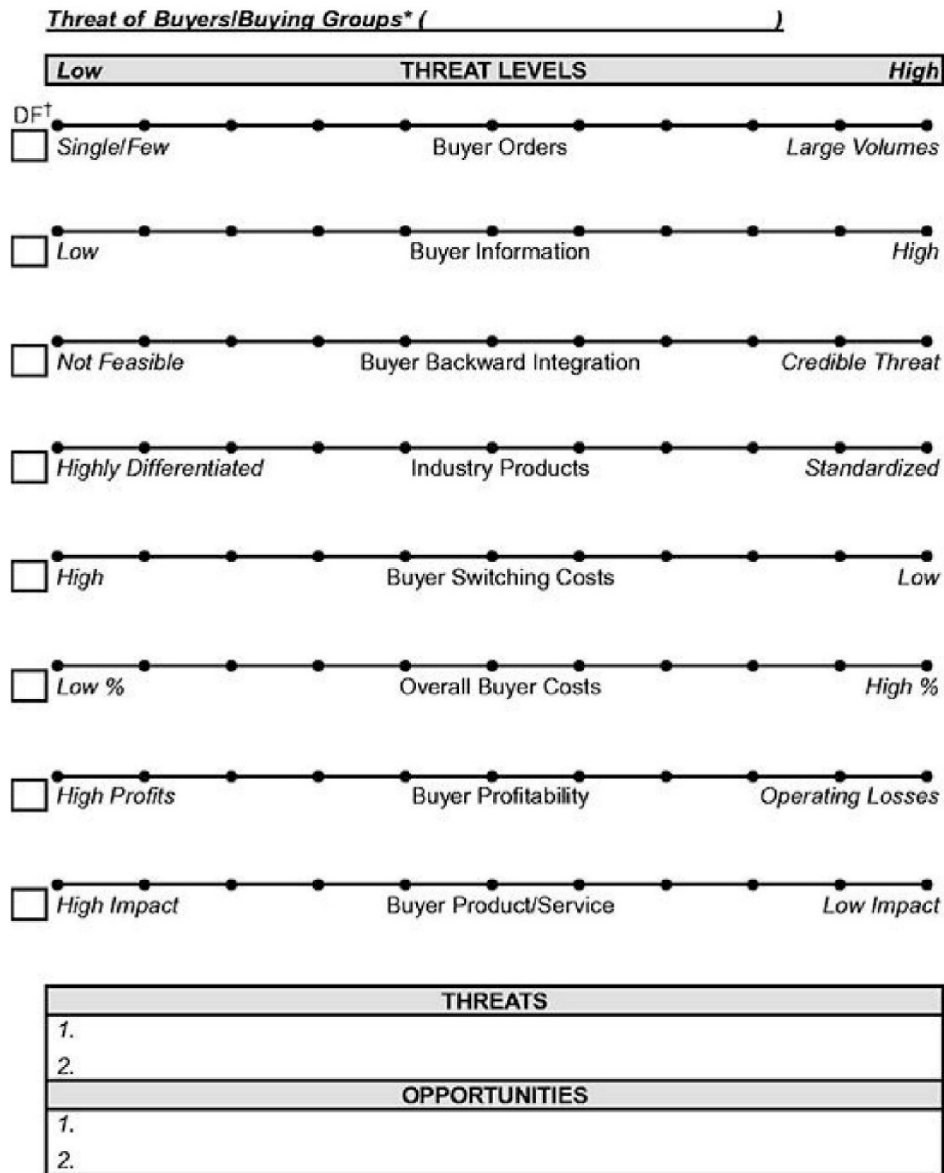 Threat of Buyers/Buying Groups* ( )
Low THREAT LEVELS High
DF†
Single/Few Buyer Orders Large Volumes
Low Buyer Information High
Not Feasible Buyer Backward Integration Credible Threat
Highly Differentiated Industry Products Standardized
High Buyer Switching Costs Low
Low % Overall Buyer Costs High %
High Profits Buyer Profitability Operating Losses
High Impact Buyer Product/Service Low Impact
THREATS
1.
2.
OPPORTUNITIES
1.
2.